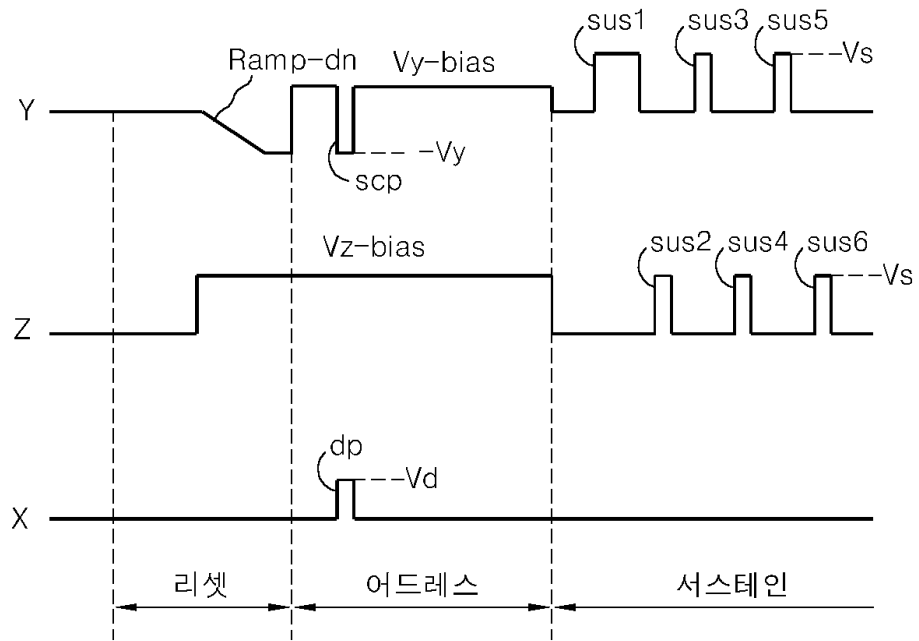 sus1 sus3 sus5
Ramp-dn Vy-bias Vs
Y
-Vy
scp
Vz-bias sus2 sus4 sus6
Vs
Z
dp
Vd
X
리셋 어드레스 서스테인